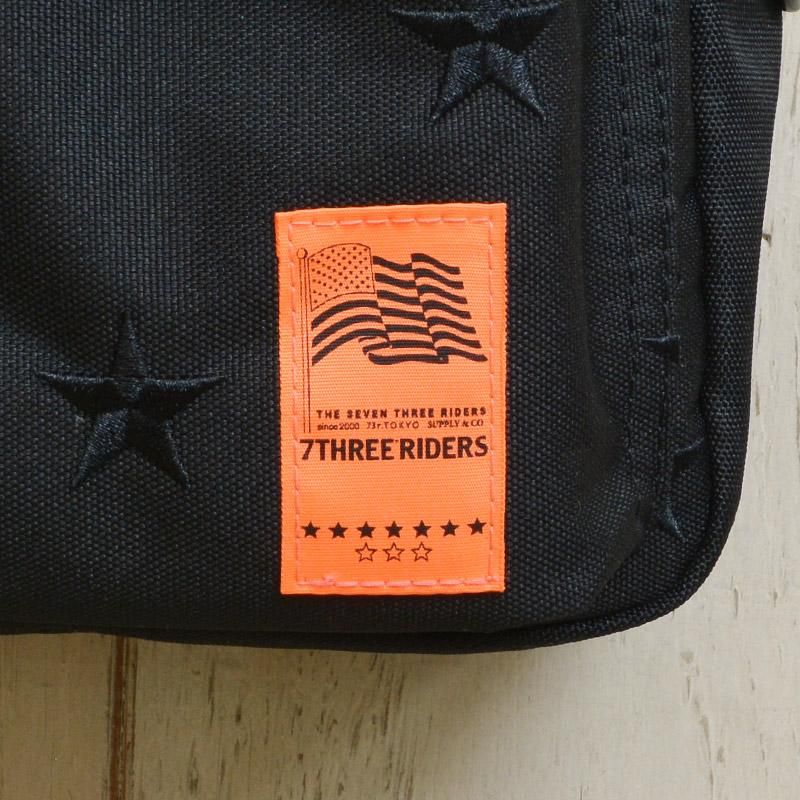 THE SEVEN THREE RIDERS
since 2000 73r.TOKYO SUPPLY & CO
7THREE RIDERS